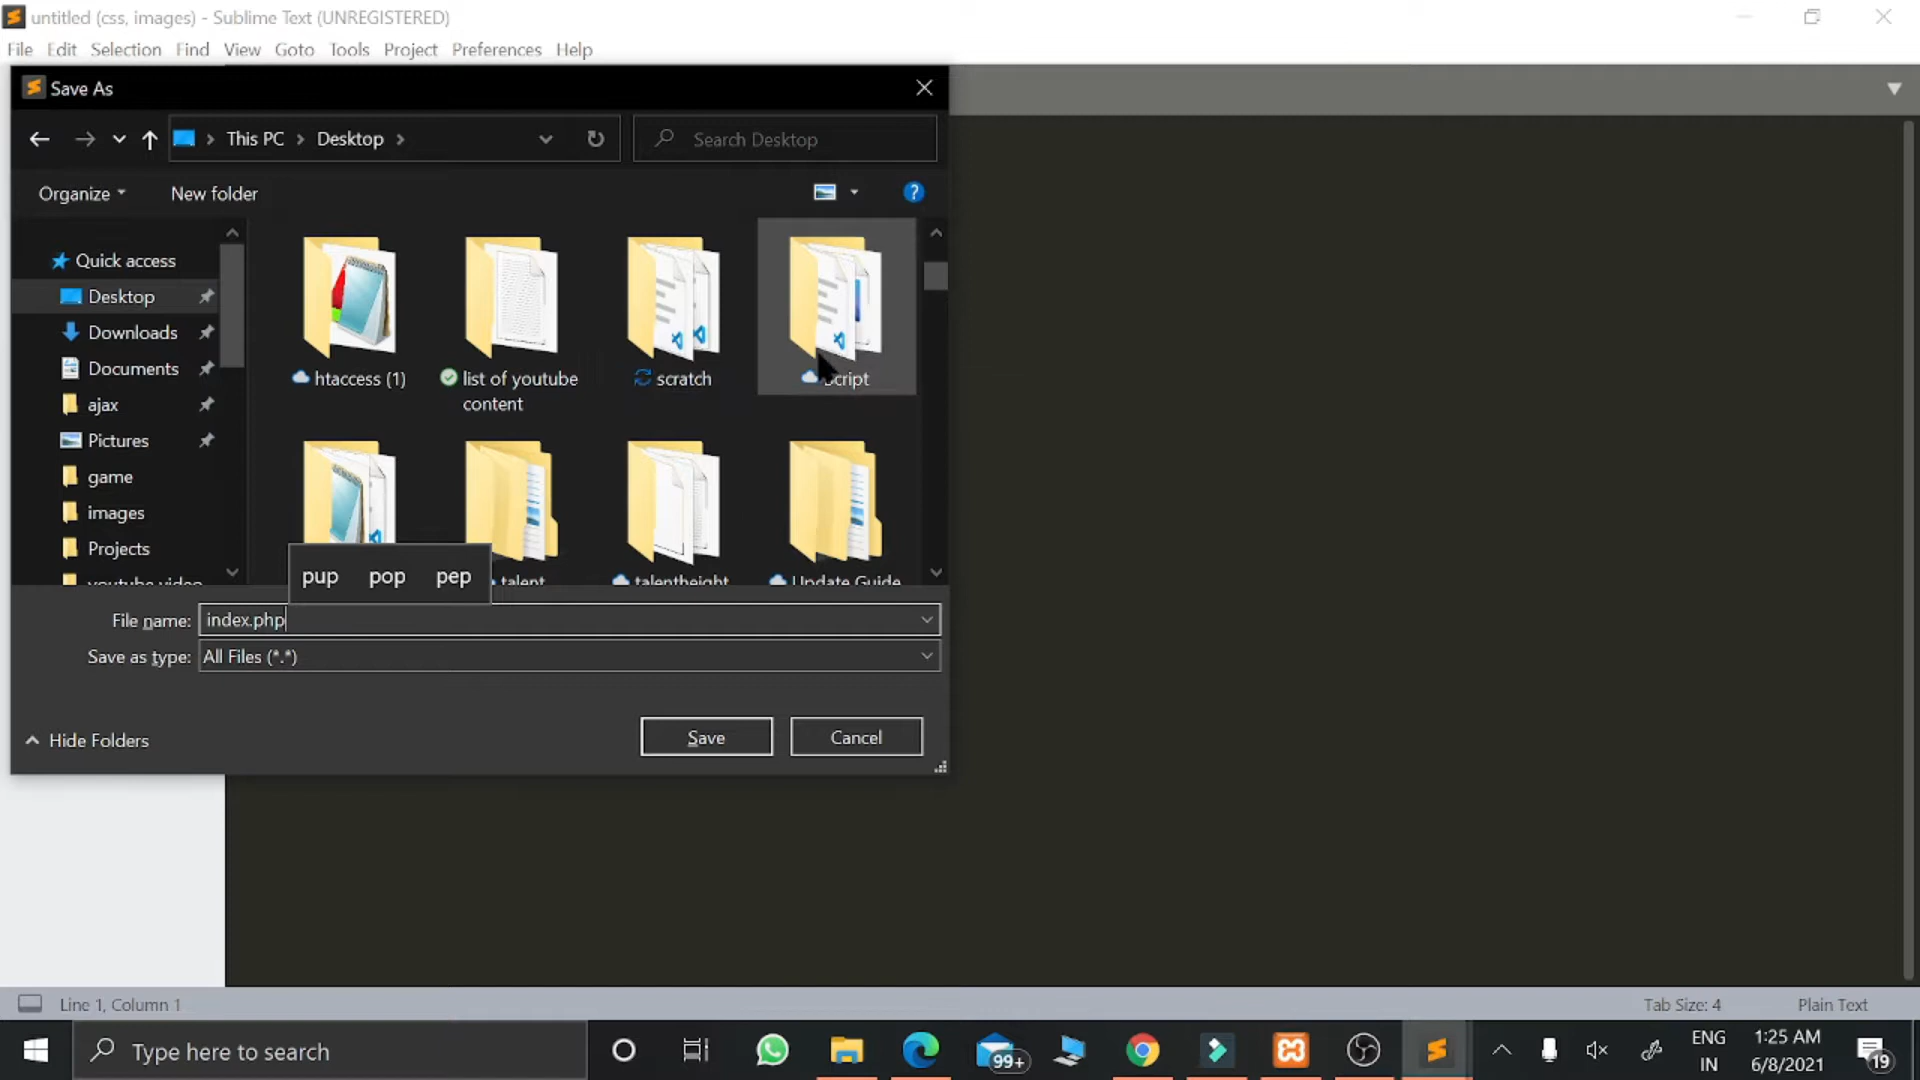 untitled (css, images) - Sublime Text (UNREGISTERED)
File Edit Selection Find View Goto Tools Project Preferences Help
Save As
This PC Desktop
Search Desktop
Organize New folder
Quick access
Desktop
Downloads
Documents
ajax
Pictures
game
images
Projects
youtube video
htaccess (1)
list of youtube
content
scratch
talent
talentheight
Update Guide
pup pop pep
File name: index.php
Save as type: All Files (*.*)
Hide Folders
Save Cancel
Line 1, Column 1
Tab Size: 4 Plain Text
Type here to search
99+
ENG
IN
1:25 AM
6/8/2021
19